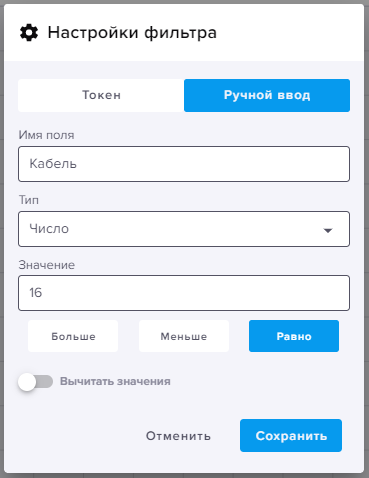 Настройки фильтра
Токен
Ручной ввод
Имя поля
Кабель
Тип
Число
Значение
16
Больше
Меньше
Равно
Вычитать значения
Отменить
Сохранить